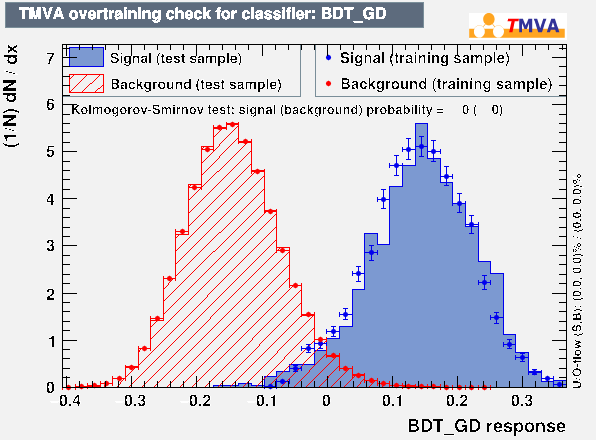 TMVA overtraining check for classifier: BDT_GD
TMVA
(1/N) dN / dx
7
6
5
4
3
2
1
0
Signal (test sample)
Background (test sample)
Signal (training sample)
Background (training sample)
Kolmogorov-Smirnov test: signal (background) probability = 0 ( 0)
U/O-flow (S,B): (0.0, 0.0)% / (0.0, 0.0)%
-0.4 -0.3 -0.2 -0.1 0 0.1 0.2 0.3
BDT_GD response